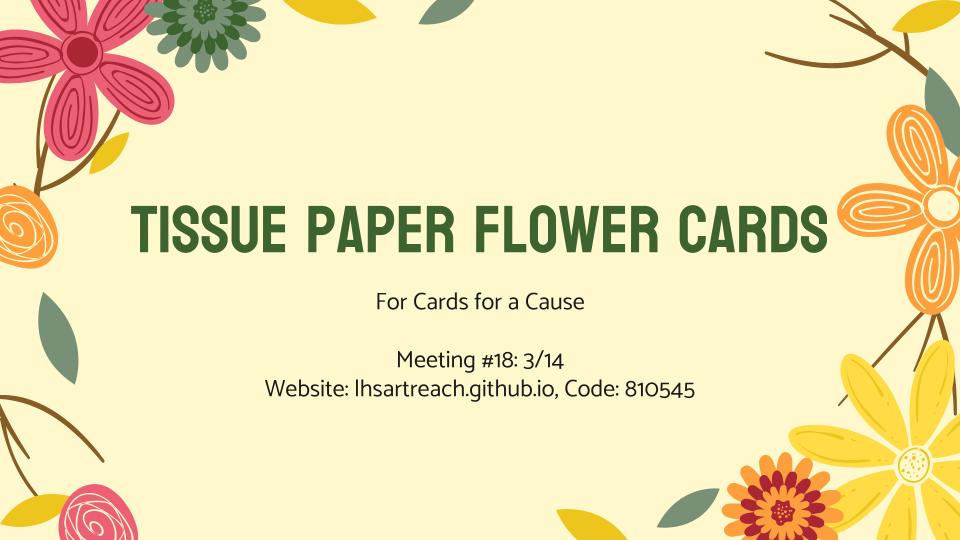 TISSUE PAPER FLOWER CARDS
For Cards for a Cause
Meeting #18: 3/14
Website: lhsartreach.github.io, Code: 810545